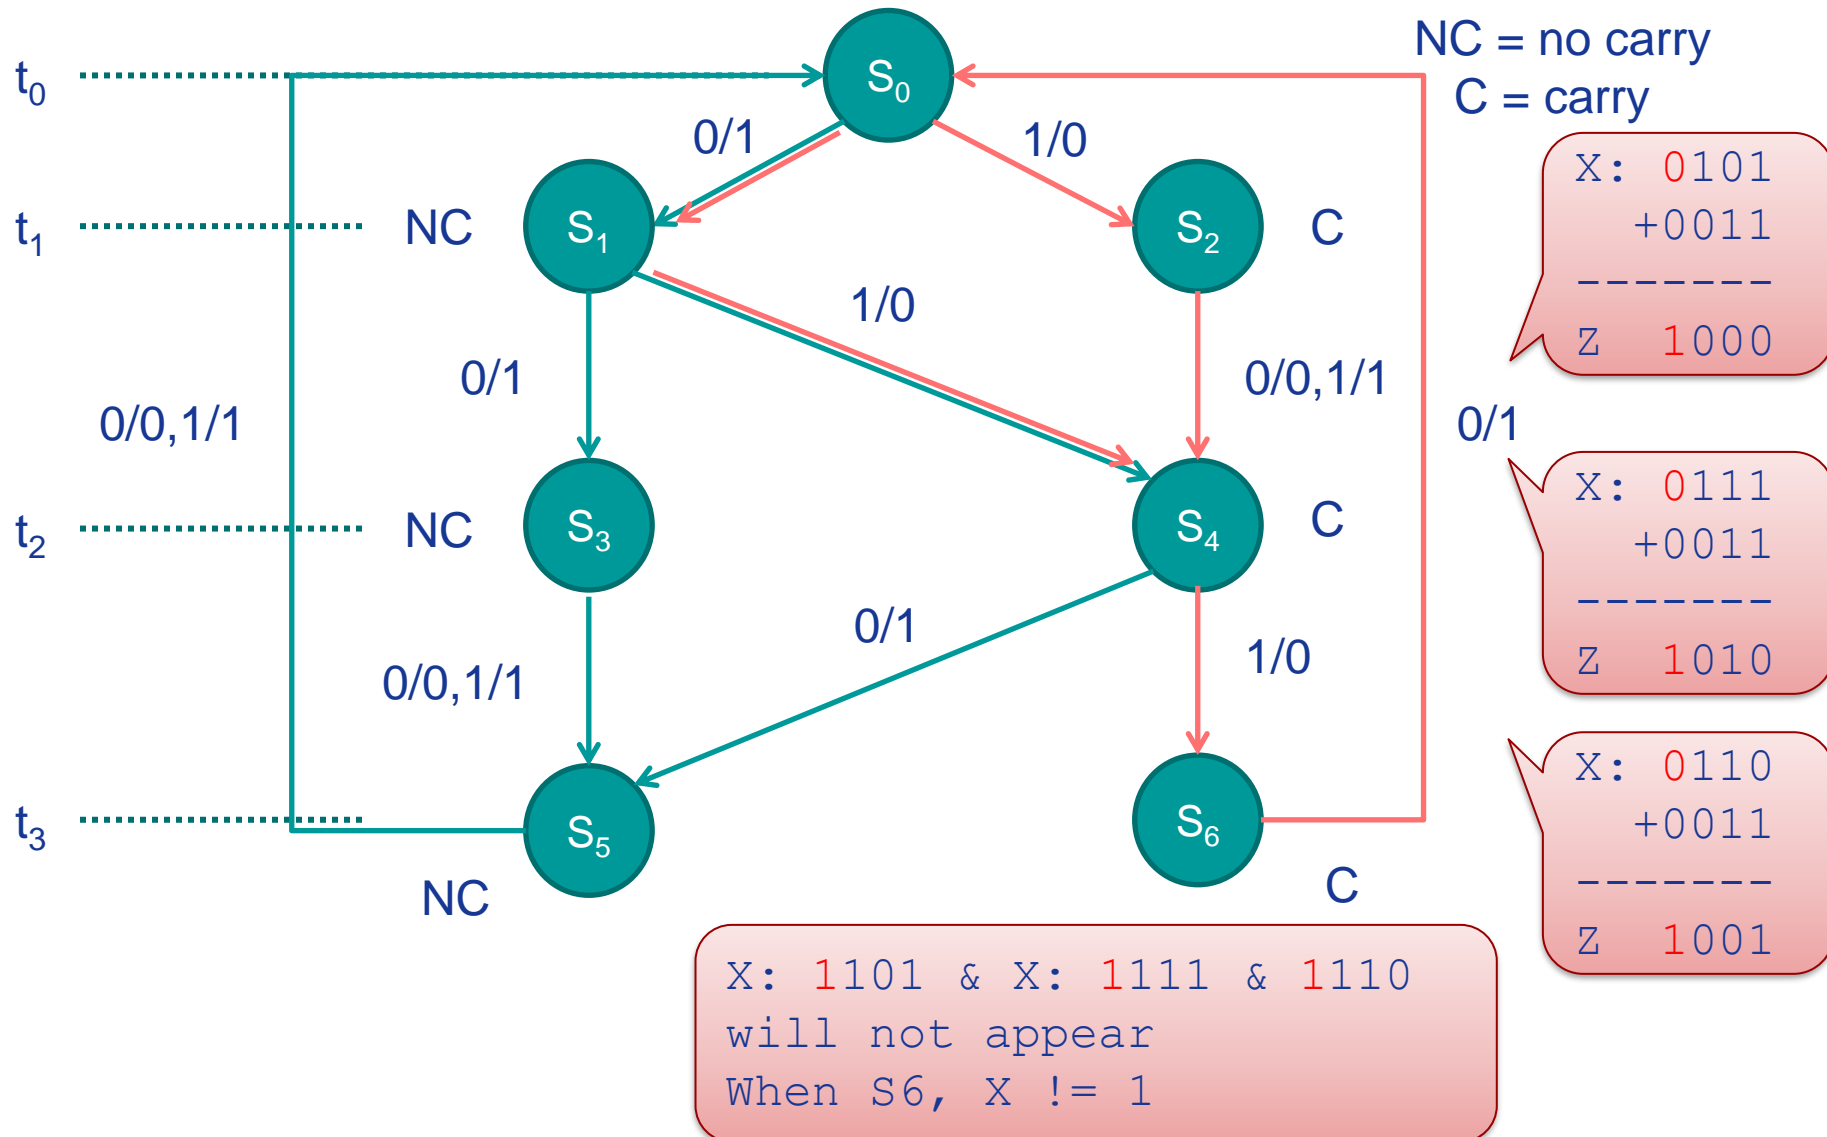 NC = no carry
C = carry
t0
S0
0/1
1/0
t1
NC
S1
S2
C
1/0
0/1
0/0,1/1
0/0,1/1
0/1
t2
NC
S3
S4
C
0/1
0/0,1/1
1/0
t3
S5
S6
NC
C
X: 0101
+0011
-------
Z 1000
X: 0111
+0011
-------
Z 1010
X: 0110
+0011
-------
Z 1001
X: 1101 & X: 1111 & 1110
will not appear
When S6, X != 1